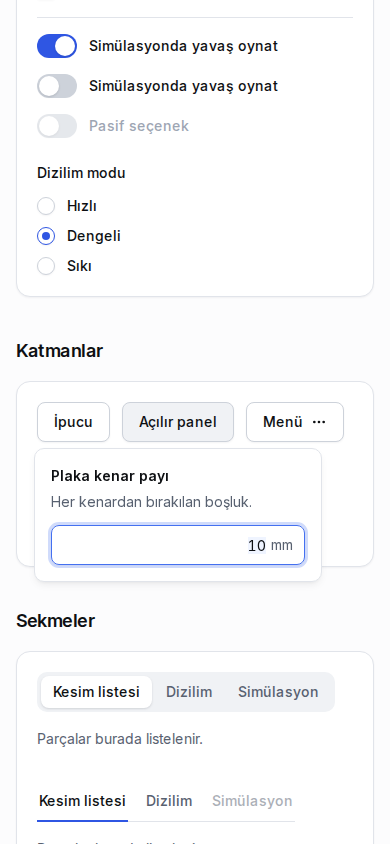 Simülasyonda yavaş oynat
Simülasyonda yavaş oynat
Pasif seçenek
Dizilim modu
Hızlı
Dengeli
Sıkı
Katmanlar
İpucu Açılır panel Menü ···
Plaka kenar payı
Her kenardan bırakılan boşluk.
10 mm
Sekmeler
Kesim listesi Dizilim Simülasyon
Parçalar burada listelenir.
Kesim listesi Dizilim Simülasyon